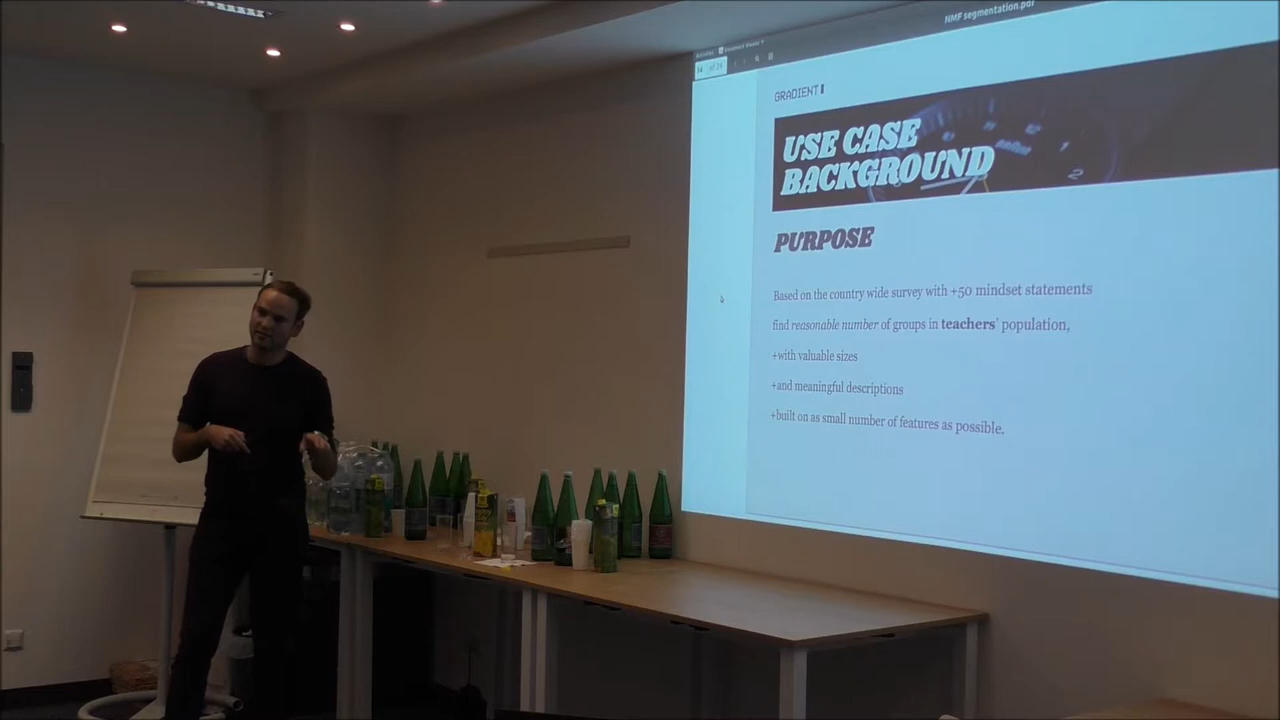 NMF segmentation.pdf
GRADIENT
USE CASE
BACKGROUND
PURPOSE
Based on the country wide survey with +50 mindset statements
find reasonable number of groups in teachers' population,
+with valuable sizes
+and meaningful descriptions
+built on as small number of features as possible.